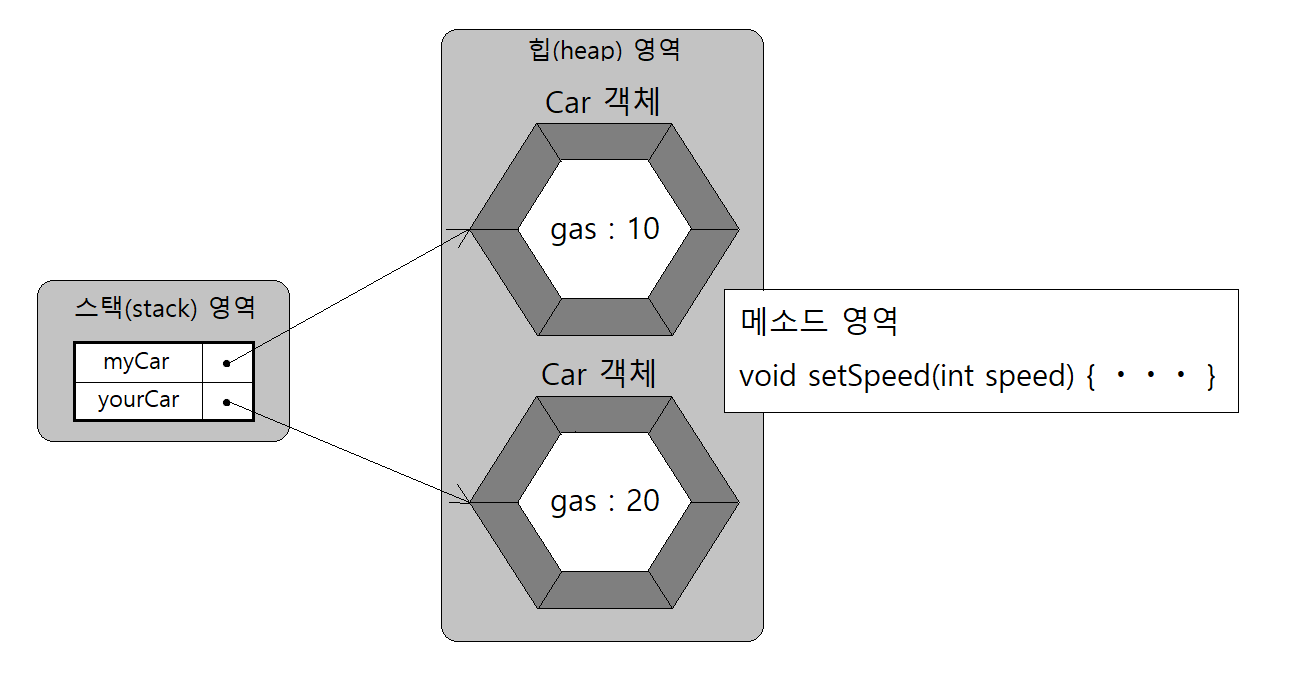 힙(heap) 영역
Car 객체
gas : 10
스택(stack) 영역
myCar
yourCar
메소드 영역
void setSpeed(int speed) { ・・・ }
Car 객체
gas : 20